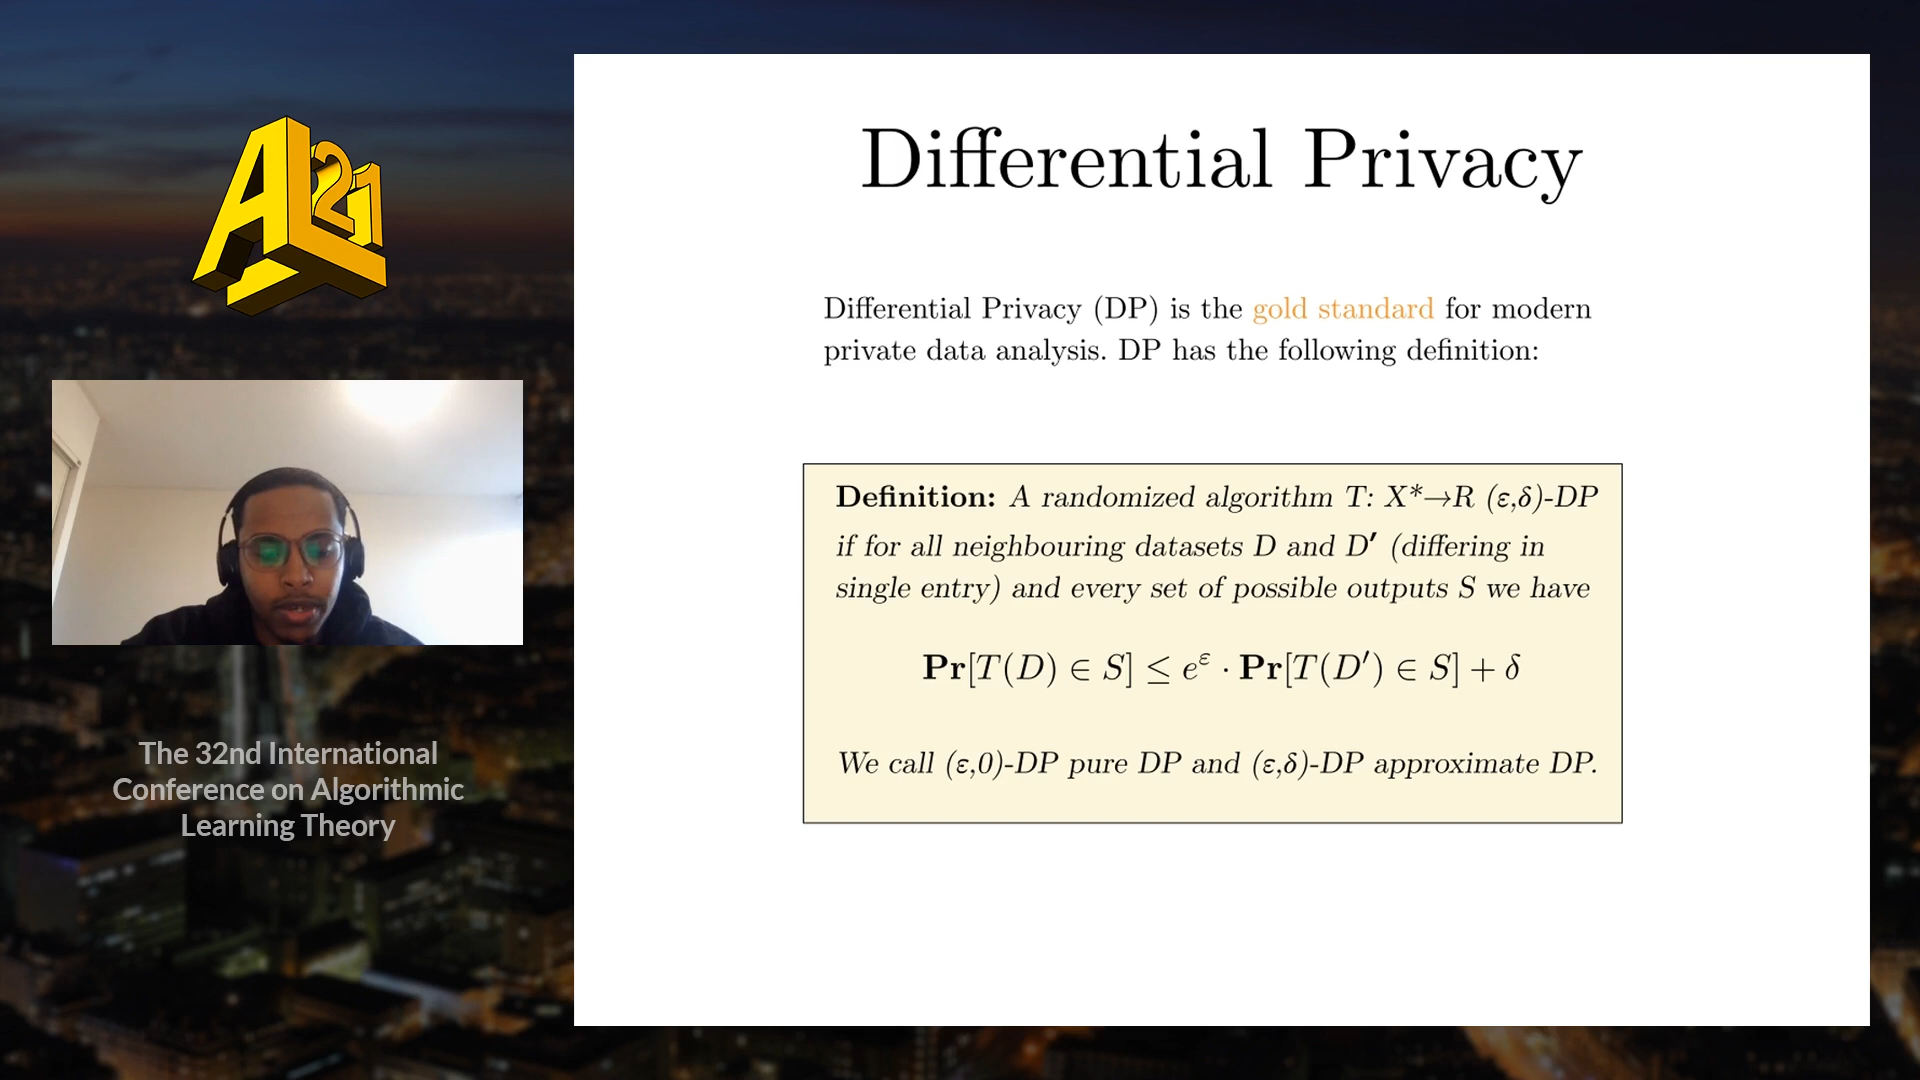 ALT
21
The 32nd International
Conference on Algorithmic
Learning Theory
Differential Privacy
Differential Privacy (DP) is the gold standard for modern
private data analysis. DP has the following definition:
Definition: A randomized algorithm T: X*→R (ε,δ)-DP
if for all neighbouring datasets D and D′ (differing in
single entry) and every set of possible outputs S we have
Pr[T(D) ∈ S] ≤ e^ε · Pr[T(D′) ∈ S] + δ
We call (ε,0)-DP pure DP and (ε,δ)-DP approximate DP.